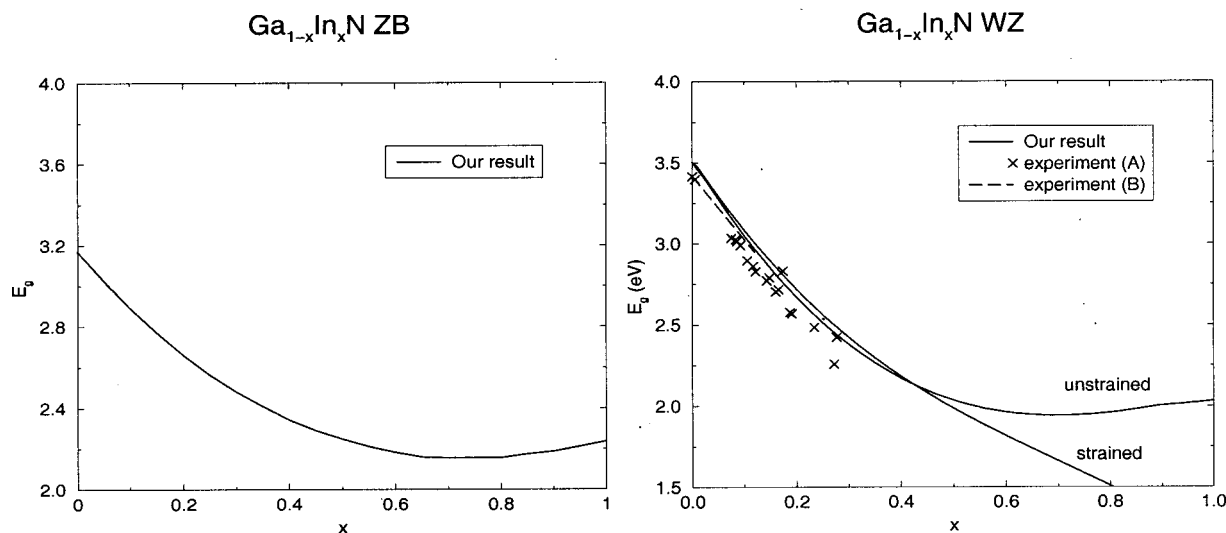 Ga1−xInxN ZB
4.0
3.6
3.2
2.8
2.4
2.0
Eg
Our result
0
0.2
0.4
0.6
0.8
1
x
Ga1−xInxN WZ
4.0
3.5
3.0
2.5
2.0
1.5
Eg (eV)
Our result
experiment (A)
experiment (B)
unstrained
strained
0.0
0.2
0.4
0.6
0.8
1.0
x